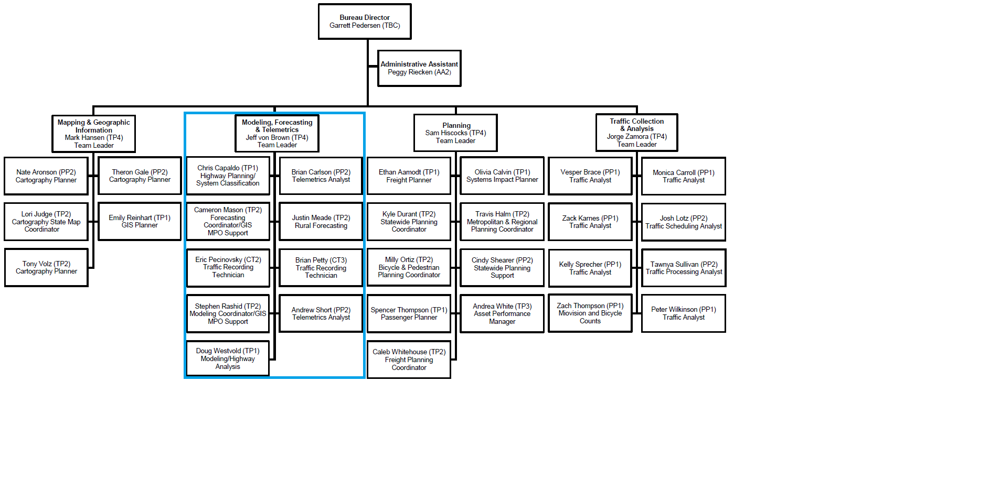 Bureau Director
Garrett Pedersen (TBC)
Administrative Assistant
Peggy Riecken (AA2)
Mapping & Geographic
Information
Mark Hansen (TP4)
Team Leader
Nate Aronson (PP2)
Cartography Planner
Theron Gale (PP2)
Cartography Planner
Lori Judge (TP2)
Cartography State Map
Coordinator
Emily Reinhart (TP1)
GIS Planner
Tony Volz (TP2)
Cartography Planner
Modeling, Forecasting
& Telemetrics
Jeff von Brown (TP4)
Team Leader
Chris Capaldo (TP1)
Highway Planning/
System Classification
Brian Carlson (PP2)
Telemetrics Analyst
Cameron Mason (TP2)
Forecasting
Coordinator/GIS
MPO Support
Justin Meade (TP2)
Rural Forecasting
Eric Pecinovsky (CT2)
Traffic Recording
Technician
Brian Petty (CT3)
Traffic Recording
Technician
Stephen Rashid (TP2)
Modeling Coordinator/GIS
MPO Support
Andrew Short (PP2)
Telemetrics Analyst
Doug Westvold (TP1)
Modeling/Highway
Analysis
Planning
Sam Hiscocks (TP4)
Team Leader
Ethan Aamodt (TP1)
Freight Planner
Olivia Calvin (TP1)
Systems Impact Planner
Kyle Durant (TP2)
Statewide Planning
Coordinator
Travis Halm (TP2)
Metropolitan & Regional
Planning Coordinator
Milly Ortiz (TP2)
Bicycle & Pedestrian
Planning Coordinator
Cindy Shearer (PP2)
Statewide Planning
Support
Spencer Thompson (TP1)
Passenger Planner
Andrea White (TP3)
Asset Performance
Manager
Caleb Whitehouse (TP2)
Freight Planning
Coordinator
Traffic Collection
& Analysis
Jorge Zamora (TP4)
Team Leader
Vesper Brace (PP1)
Traffic Analyst
Monica Carroll (PP1)
Traffic Analyst
Zack Karnes (PP1)
Traffic Analyst
Josh Lotz (PP2)
Traffic Scheduling Analyst
Kelly Sprecher (PP1)
Traffic Analyst
Tawnya Sullivan (PP2)
Traffic Processing Analyst
Zach Thompson (PP1)
Miovision and Bicycle
Counts
Peter Wilkinson (PP1)
Traffic Analyst